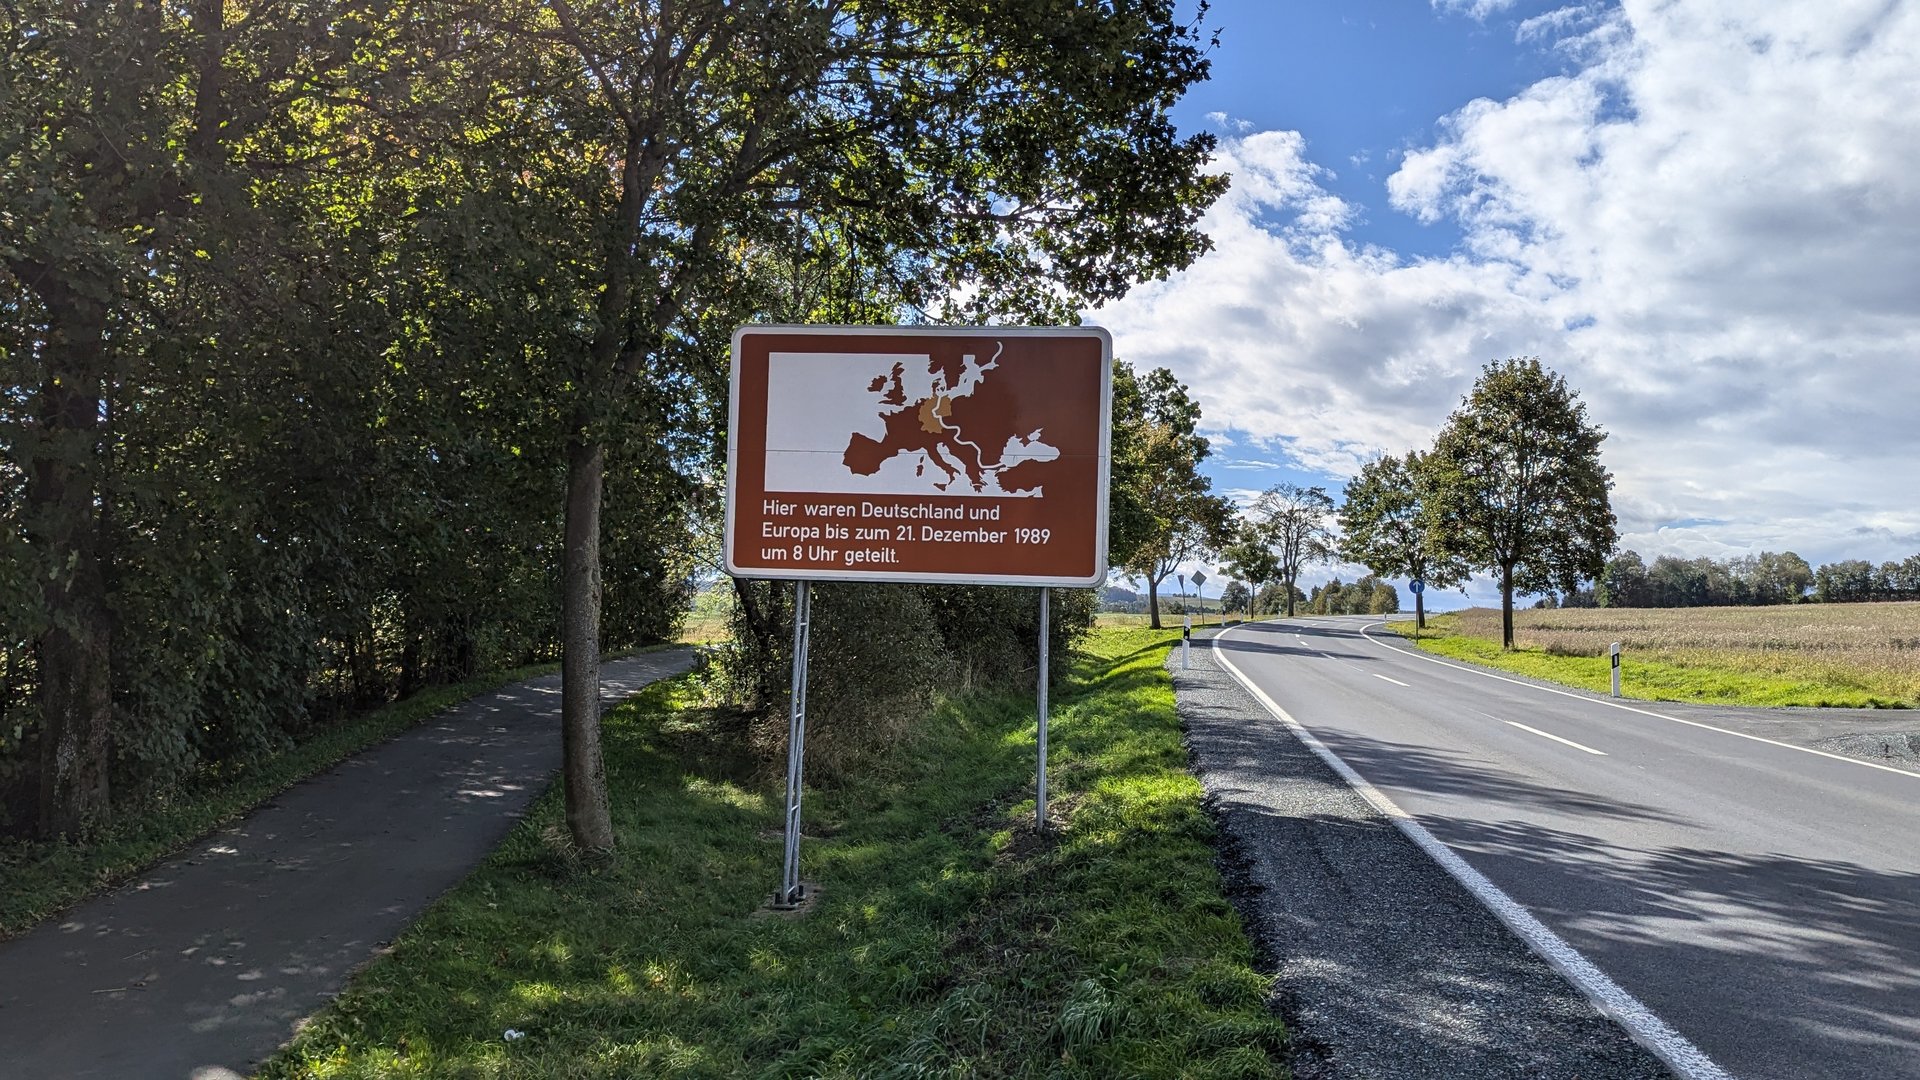 Hier waren Deutschland und
Europa bis zum 21. Dezember 1989
um 8 Uhr geteilt.